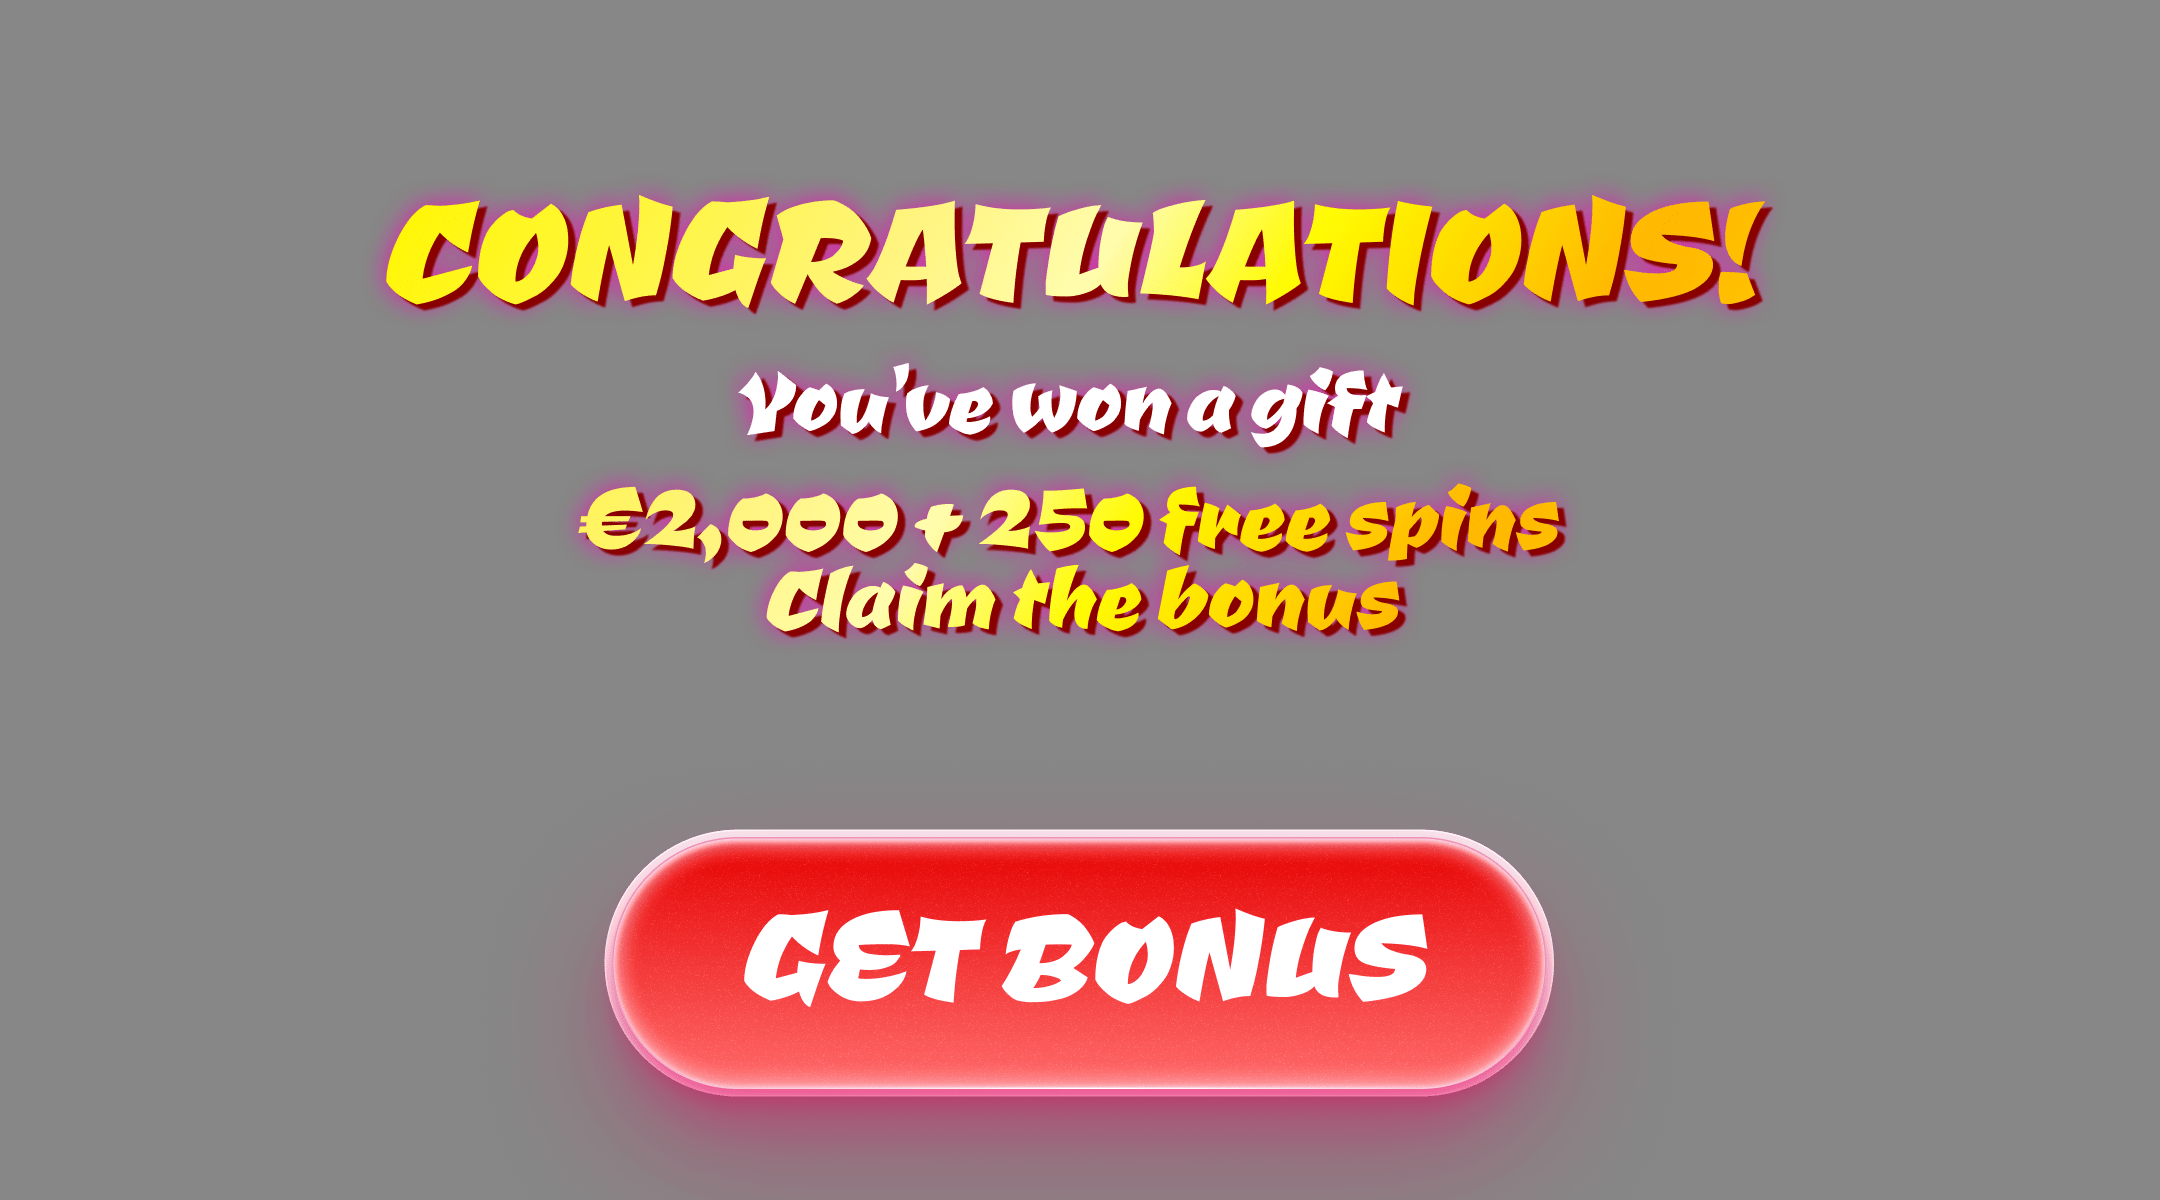 CONGRATULATIONS!
You've won a gift
€2,000 + 250 free spins
Claim the bonus
GET BONUS